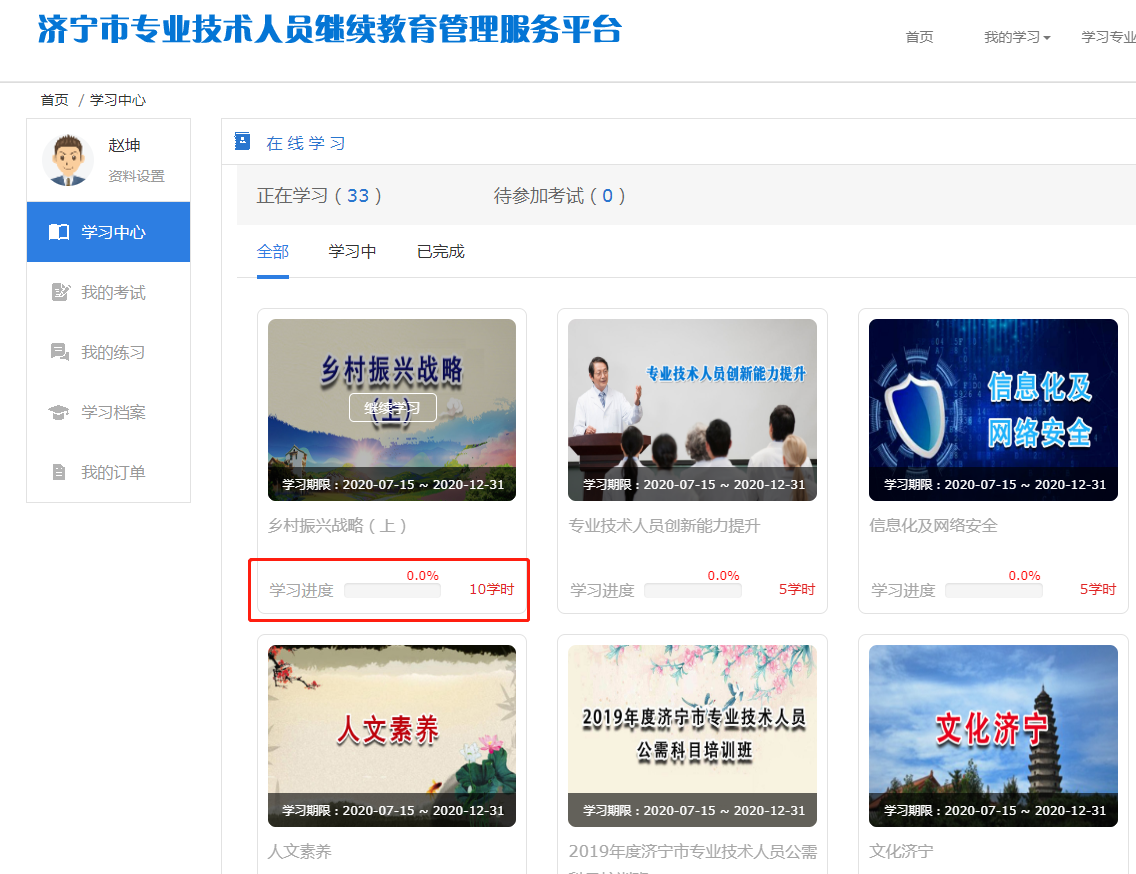 济宁市专业技术人员继续教育管理服务平台
首页 我的学习 学习专业
首页 / 学习中心
赵坤
资料设置
学习中心
我的考试
我的练习
学习档案
我的订单
在线学习
正在学习（33） 待参加考试（0）
全部 学习中 已完成
乡村振兴战略
（上）
继续学习
学习期限：2020-07-15 ~ 2020-12-31
乡村振兴战略（上）
学习进度 0.0% 10学时
专业技术人员创新能力提升
学习期限：2020-07-15 ~ 2020-12-31
专业技术人员创新能力提升
学习进度 0.0% 5学时
信息化及
网络安全
学习期限：2020-07-15 ~ 2020-12-31
信息化及网络安全
学习进度 0.0% 5学时
人文素养
学习期限：2020-07-15 ~ 2020-12-31
人文素养
2019年度济宁市专业技术人员
公需科目培训班
学习期限：2020-07-15 ~ 2020-12-31
2019年度济宁市专业技术人员公需
文化济宁
学习期限：2020-07-15 ~ 2020-12-31
文化济宁